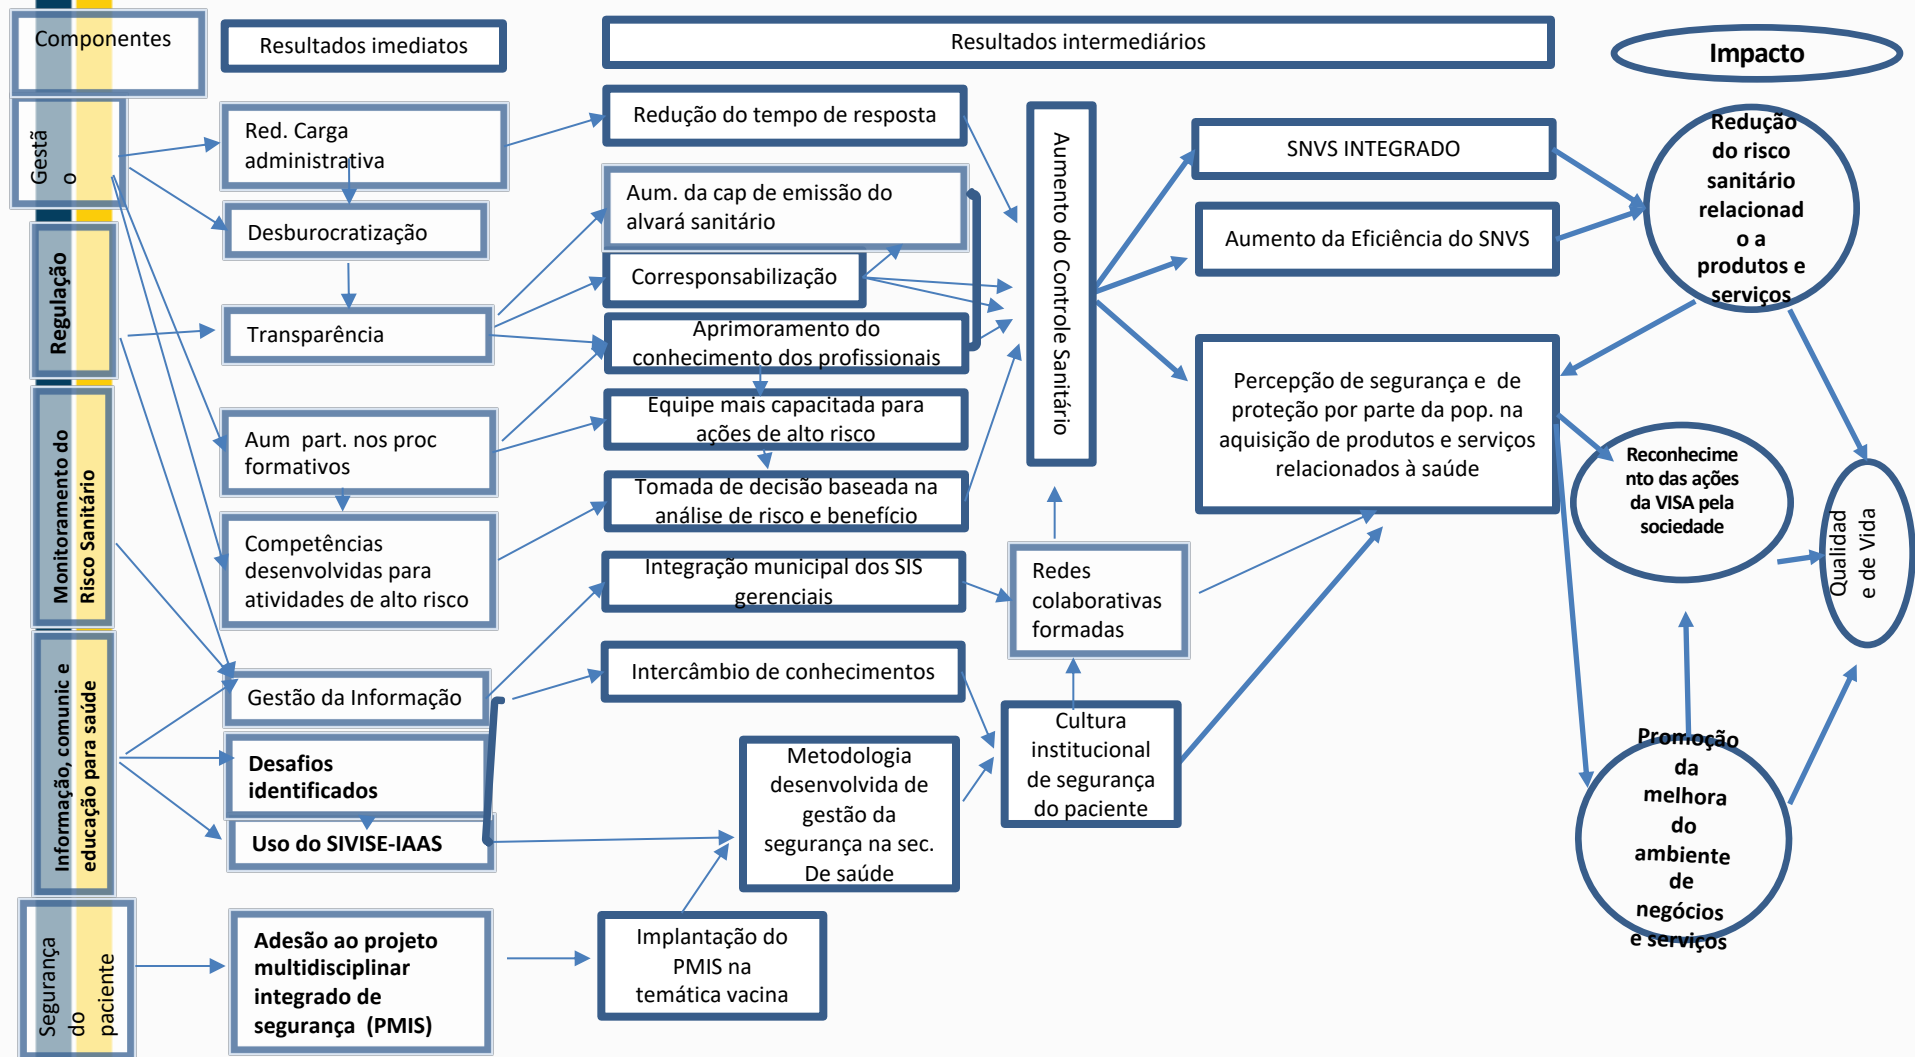 Componentes
Resultados imediatos
Resultados intermediários
Impacto
Gestã
o
Regulação
Monitoramento do
Risco Sanitário
Informação, comunic e
educação para saúde
Segurança
do
paciente
Red. Carga
administrativa
Desburocratização
Transparência
Aum  part. nos proc
formativos
Competências
desenvolvidas para
atividades de alto risco
Gestão da Informação
Desafios
identificados
Uso do SIVISE-IAAS
Adesão ao projeto
multidisciplinar
integrado de
segurança  (PMIS)
Redução do tempo de resposta
Aum. da cap de emissão do
alvará sanitário
Corresponsabilização
Aprimoramento do
conhecimento dos profissionais
Equipe mais capacitada para
ações de alto risco
Tomada de decisão baseada na
análise de risco e benefício
Integração municipal dos SIS
gerenciais
Intercâmbio de conhecimentos
Metodologia
desenvolvida de
gestão da
segurança na sec.
De saúde
Implantação do
PMIS na
temática vacina
Aumento do Controle Sanitário
Redes
colaborativas
formadas
Cultura
institucional
de segurança
do paciente
SNVS INTEGRADO
Aumento da Eficiência do SNVS
Percepção de segurança e  de
proteção por parte da pop. na
aquisição de produtos e serviços
relacionados à saúde
Redução
do risco
sanitário
relacionad
o a
produtos e
serviços
Reconhecime
nto das ações
da VISA pela
sociedade
Qualidad
e de Vida
Promoção
da
melhora
do
ambiente
de
negócios
e serviços